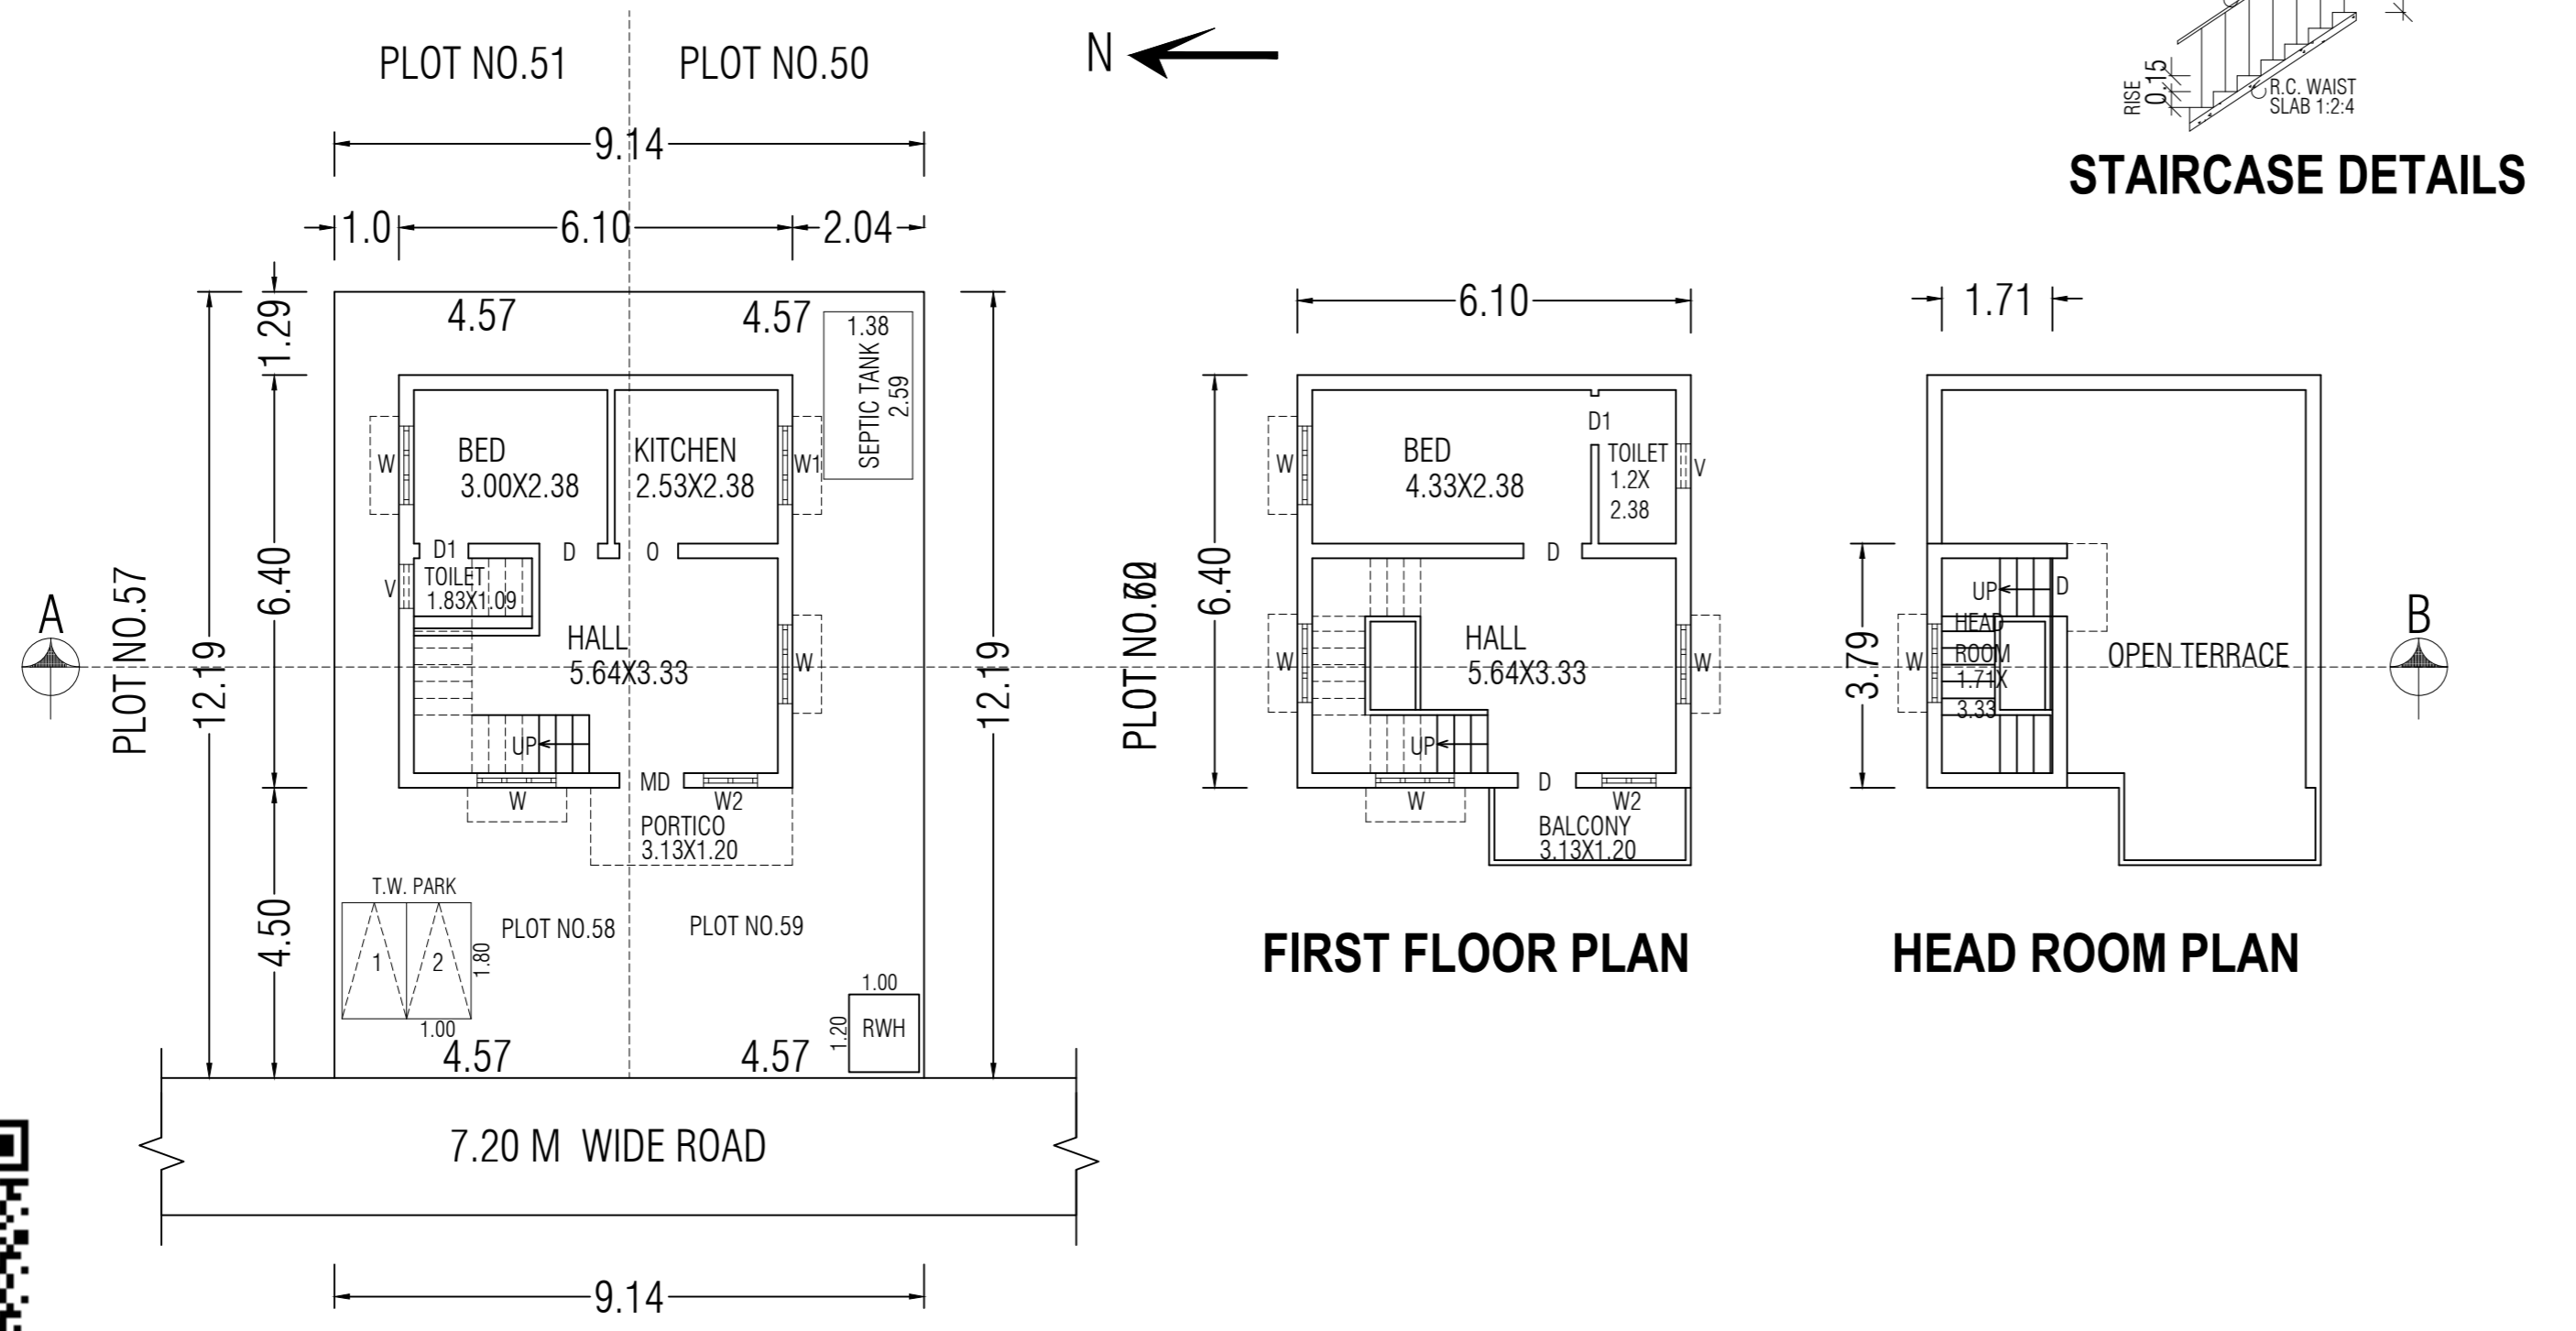 PLOT NO.51
PLOT NO.50
N
RISE
0.15
R.C. WAIST
SLAB 1:2:4
STAIRCASE DETAILS
9.14
1.0
6.10
2.04
1.29
6.40
4.50
12.19
PLOT NO.57
A
4.57
4.57
1.38
SEPTIC TANK
2.59
BED
3.00X2.38
KITCHEN
2.53X2.38
W
W1
D1
D
O
V
TOILET
1.83X1.09
HALL
5.64X3.33
W
UP
MD
W
W2
PORTICO
3.13X1.20
T.W. PARK
1
2
1.80
1.00
PLOT NO.58
PLOT NO.59
1.00
1.20
RWH
4.57
4.57
12.19
7.20 M WIDE ROAD
9.14
PLOT NO.
6.10
6.40
BED
4.33X2.38
D1
TOILET
1.2X
2.38
W
V
D
HALL
5.64X3.33
W
W
UP
D
W
W2
BALCONY
3.13X1.20
FIRST FLOOR PLAN
1.71
3.79
UP
D
HEAD
ROOM
1.71X
3.33
W
OPEN TERRACE
B
HEAD ROOM PLAN